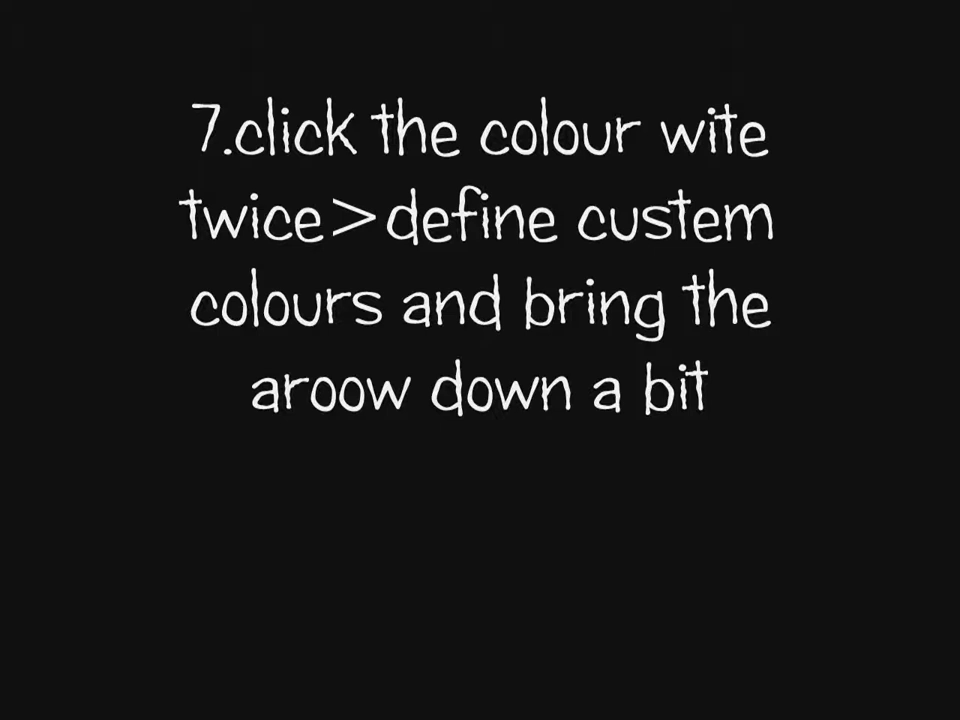 7.click the colour wite
twice>define custem
colours and bring the
aroow down a bit